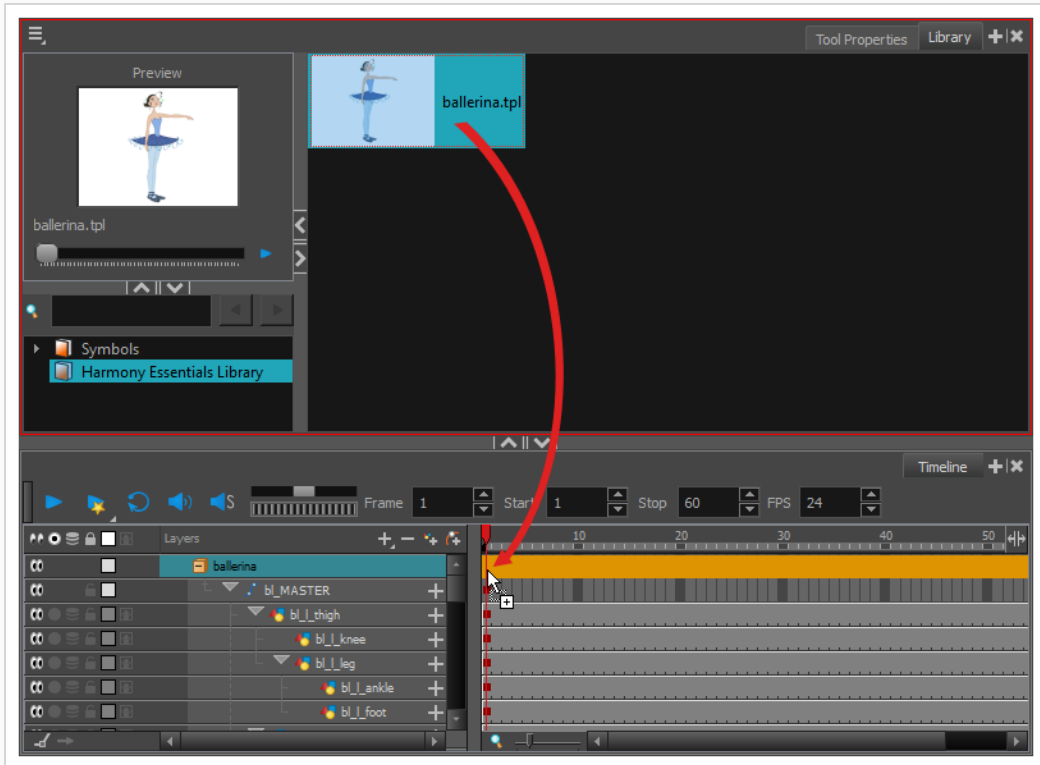 Tool Properties Library
Preview
ballerina.tpl
ballerina.tpl
Symbols
Harmony Essentials Library
Timeline
S Frame 1 Start 1 Stop 60 FPS 24
Layers 10 20 30 40 50
ballerina
bl_MASTER
bl_l_thigh
bl_l_knee
bl_l_leg
bl_l_ankle
bl_l_foot